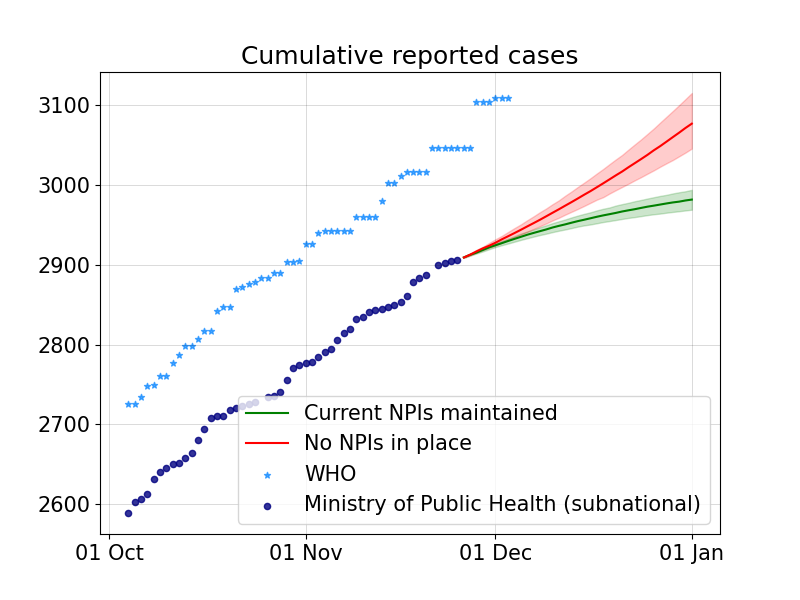 Cumulative reported cases
3100
3000
2900
2800
2700
2600
Current NPIs maintained
No NPIs in place
WHO
Ministry of Public Health (subnational)
01 Oct
01 Nov
01 Dec
01 Jan